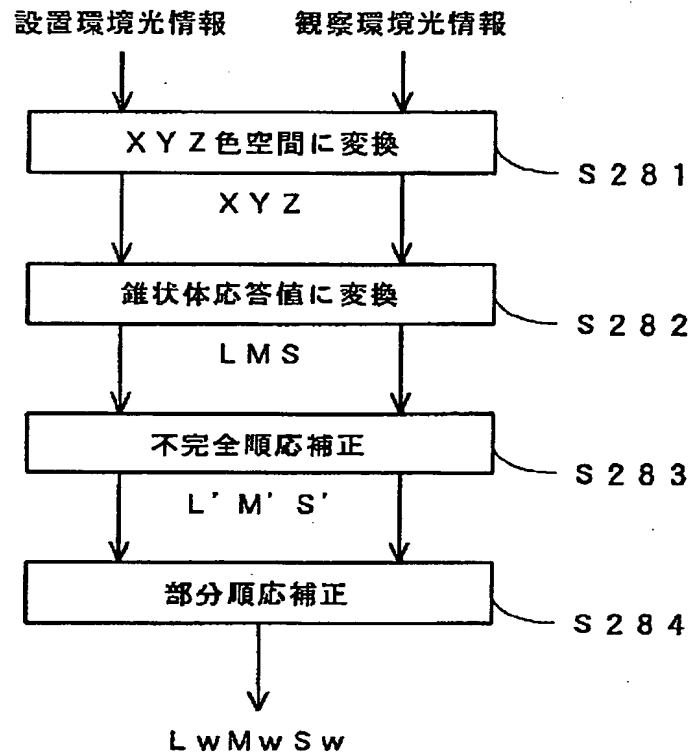 設置環境光情報 観察環境光情報
XYZ色空間に変換
S281
XYZ
錐状体応答値に変換
S282
LMS
不完全順応補正
S283
L'M'S'
部分順応補正
S284
LwMwSw